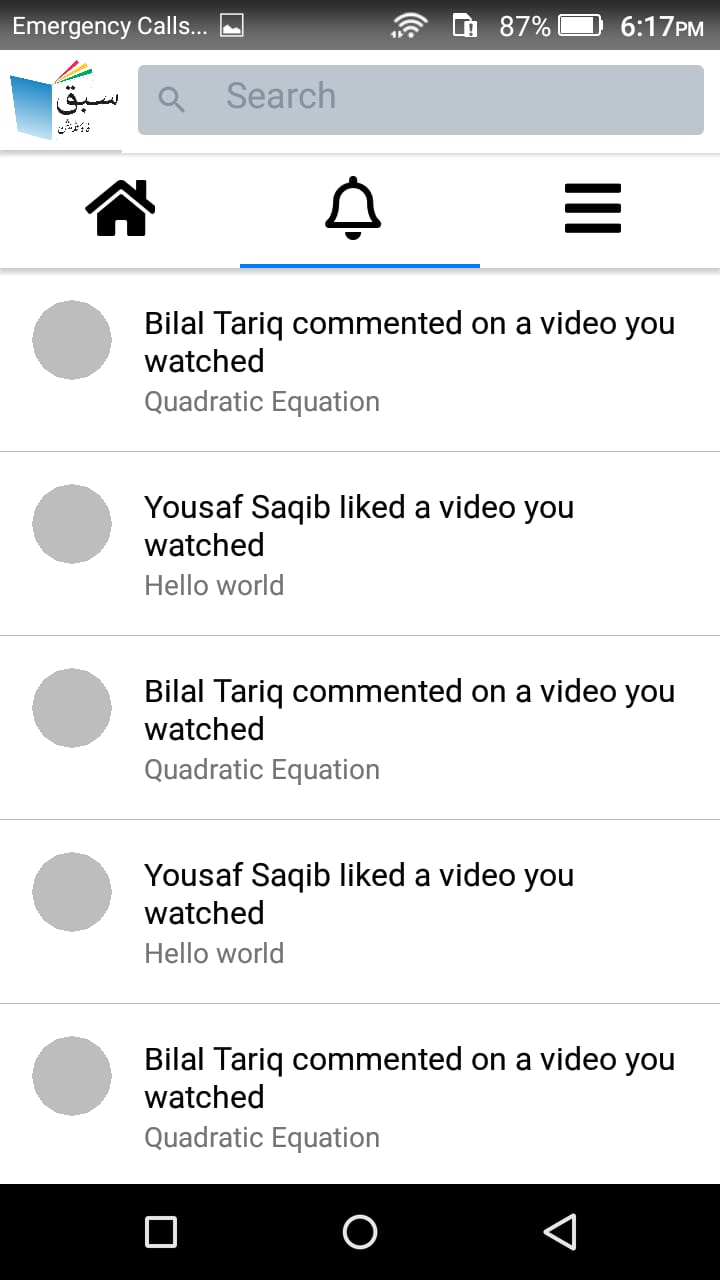 Emergency Calls...
87%
6:17PM
سبق
فاؤنڈیشن
Search
Bilal Tariq commented on a video you
watched
Quadratic Equation
Yousaf Saqib liked a video you
watched
Hello world
Bilal Tariq commented on a video you
watched
Quadratic Equation
Yousaf Saqib liked a video you
watched
Hello world
Bilal Tariq commented on a video you
watched
Quadratic Equation